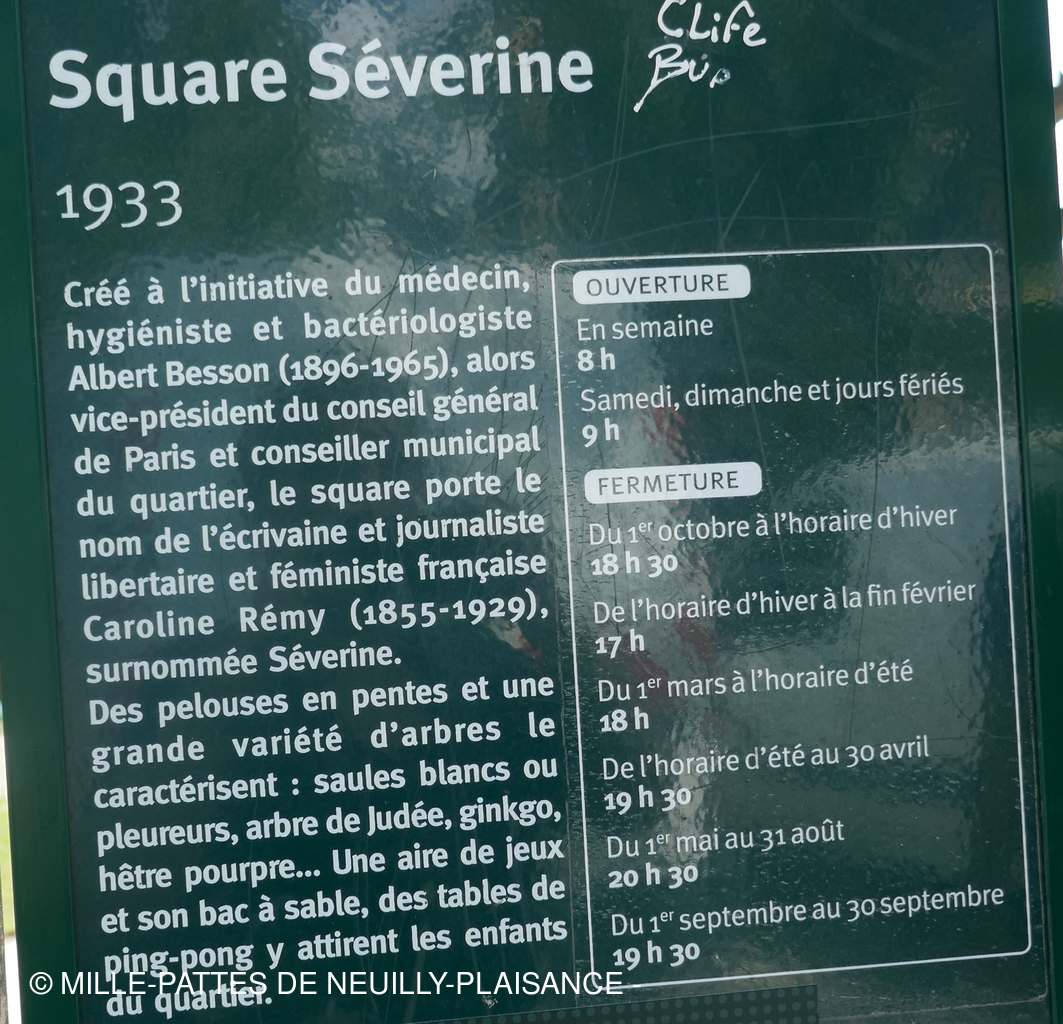 CLiFe
Square Séverine
1933
Créé à l'initiative du médecin,
hygiéniste et bactériologiste
Albert Besson (1896-1965), alors
vice-président du conseil général
de Paris et conseiller municipal
du quartier, le square porte le
nom de l'écrivaine et journaliste
libertaire et féministe française
Caroline Rémy (1855-1929),
surnommée Séverine.
Des pelouses en pentes et une
grande variété d'arbres le
caractérisent : saules blancs ou
pleureurs, arbre de Judée, ginkgo,
hêtre pourpre... Une aire de jeux
et son bac à sable, des tables de
ping-pong y attirent les enfants
du quartier.
OUVERTURE
En semaine
8 h
Samedi, dimanche et jours fériés
9 h
FERMETURE
Du 1er octobre à l'horaire d'hiver
18 h 30
De l'horaire d'hiver à la fin février
17 h
Du 1er mars à l'horaire d'été
18 h
De l'horaire d'été au 30 avril
19 h 30
Du 1er mai au 31 août
20 h 30
Du 1er septembre au 30 septembre
19 h 30
© MILLE-PATTES DE NEUILLY-PLAISANCE -